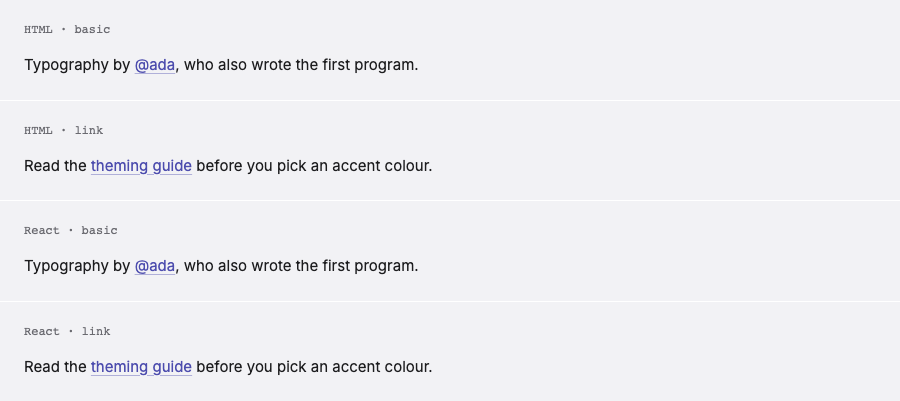 HTML · basic
Typography by @ada, who also wrote the first program.
HTML · link
Read the theming guide before you pick an accent colour.
React · basic
Typography by @ada, who also wrote the first program.
React · link
Read the theming guide before you pick an accent colour.